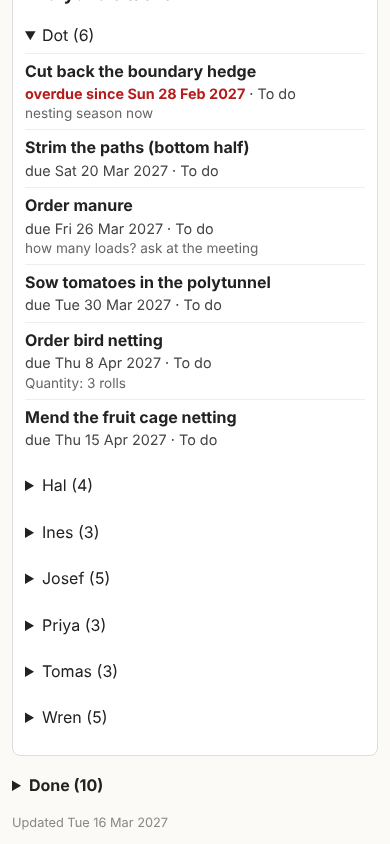 Dot (6)
Cut back the boundary hedge
overdue since Sun 28 Feb 2027 · To do
nesting season now
Strim the paths (bottom half)
due Sat 20 Mar 2027 · To do
Order manure
due Fri 26 Mar 2027 · To do
how many loads? ask at the meeting
Sow tomatoes in the polytunnel
due Tue 30 Mar 2027 · To do
Order bird netting
due Thu 8 Apr 2027 · To do
Quantity: 3 rolls
Mend the fruit cage netting
due Thu 15 Apr 2027 · To do
Hal (4)
Ines (3)
Josef (5)
Priya (3)
Tomas (3)
Wren (5)
Done (10)
Updated Tue 16 Mar 2027